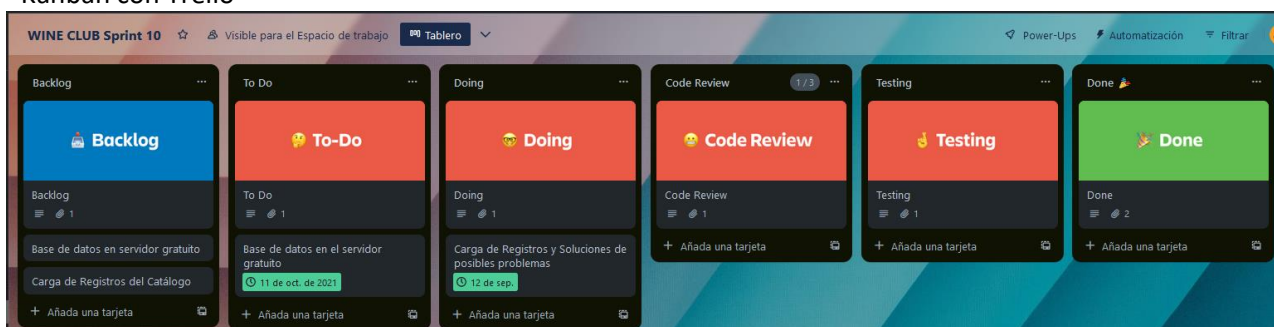 Kanban con Trello
WINE CLUB Sprint 10
Visible para el Espacio de trabajo
Tablero
Power-Ups
Automatización
Filtrar
Backlog
Backlog
Backlog
1
Base de datos en servidor gratuito
Carga de Registros del Catálogo
+ Añada una tarjeta
To Do
To-Do
To Do
1
Base de datos en el servidor
gratuito
11 de oct. de 2021
+ Añada una tarjeta
Doing
Doing
Doing
1
Carga de Registros y Soluciones de
posibles problemas
12 de sep.
+ Añada una tarjeta
Code Review
1/3
Code Review
Code Review
1
+ Añada una tarjeta
Testing
Testing
Testing
1
+ Añada una tarjeta
Done 🎉
Done
Done
2
+ Añada una tarjeta